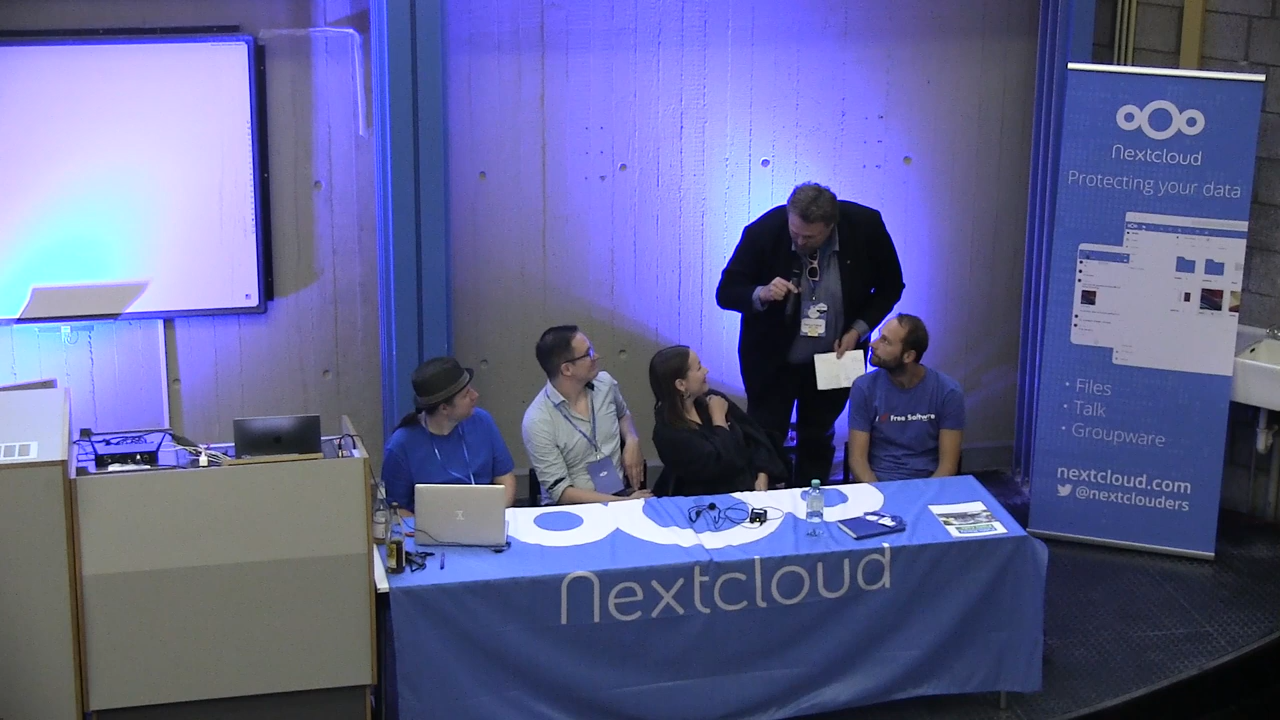 nextcloud
Protecting your data
• Files
• Talk
• Groupware
nextcloud.com
@nextclouders
Free Software
nextcloud